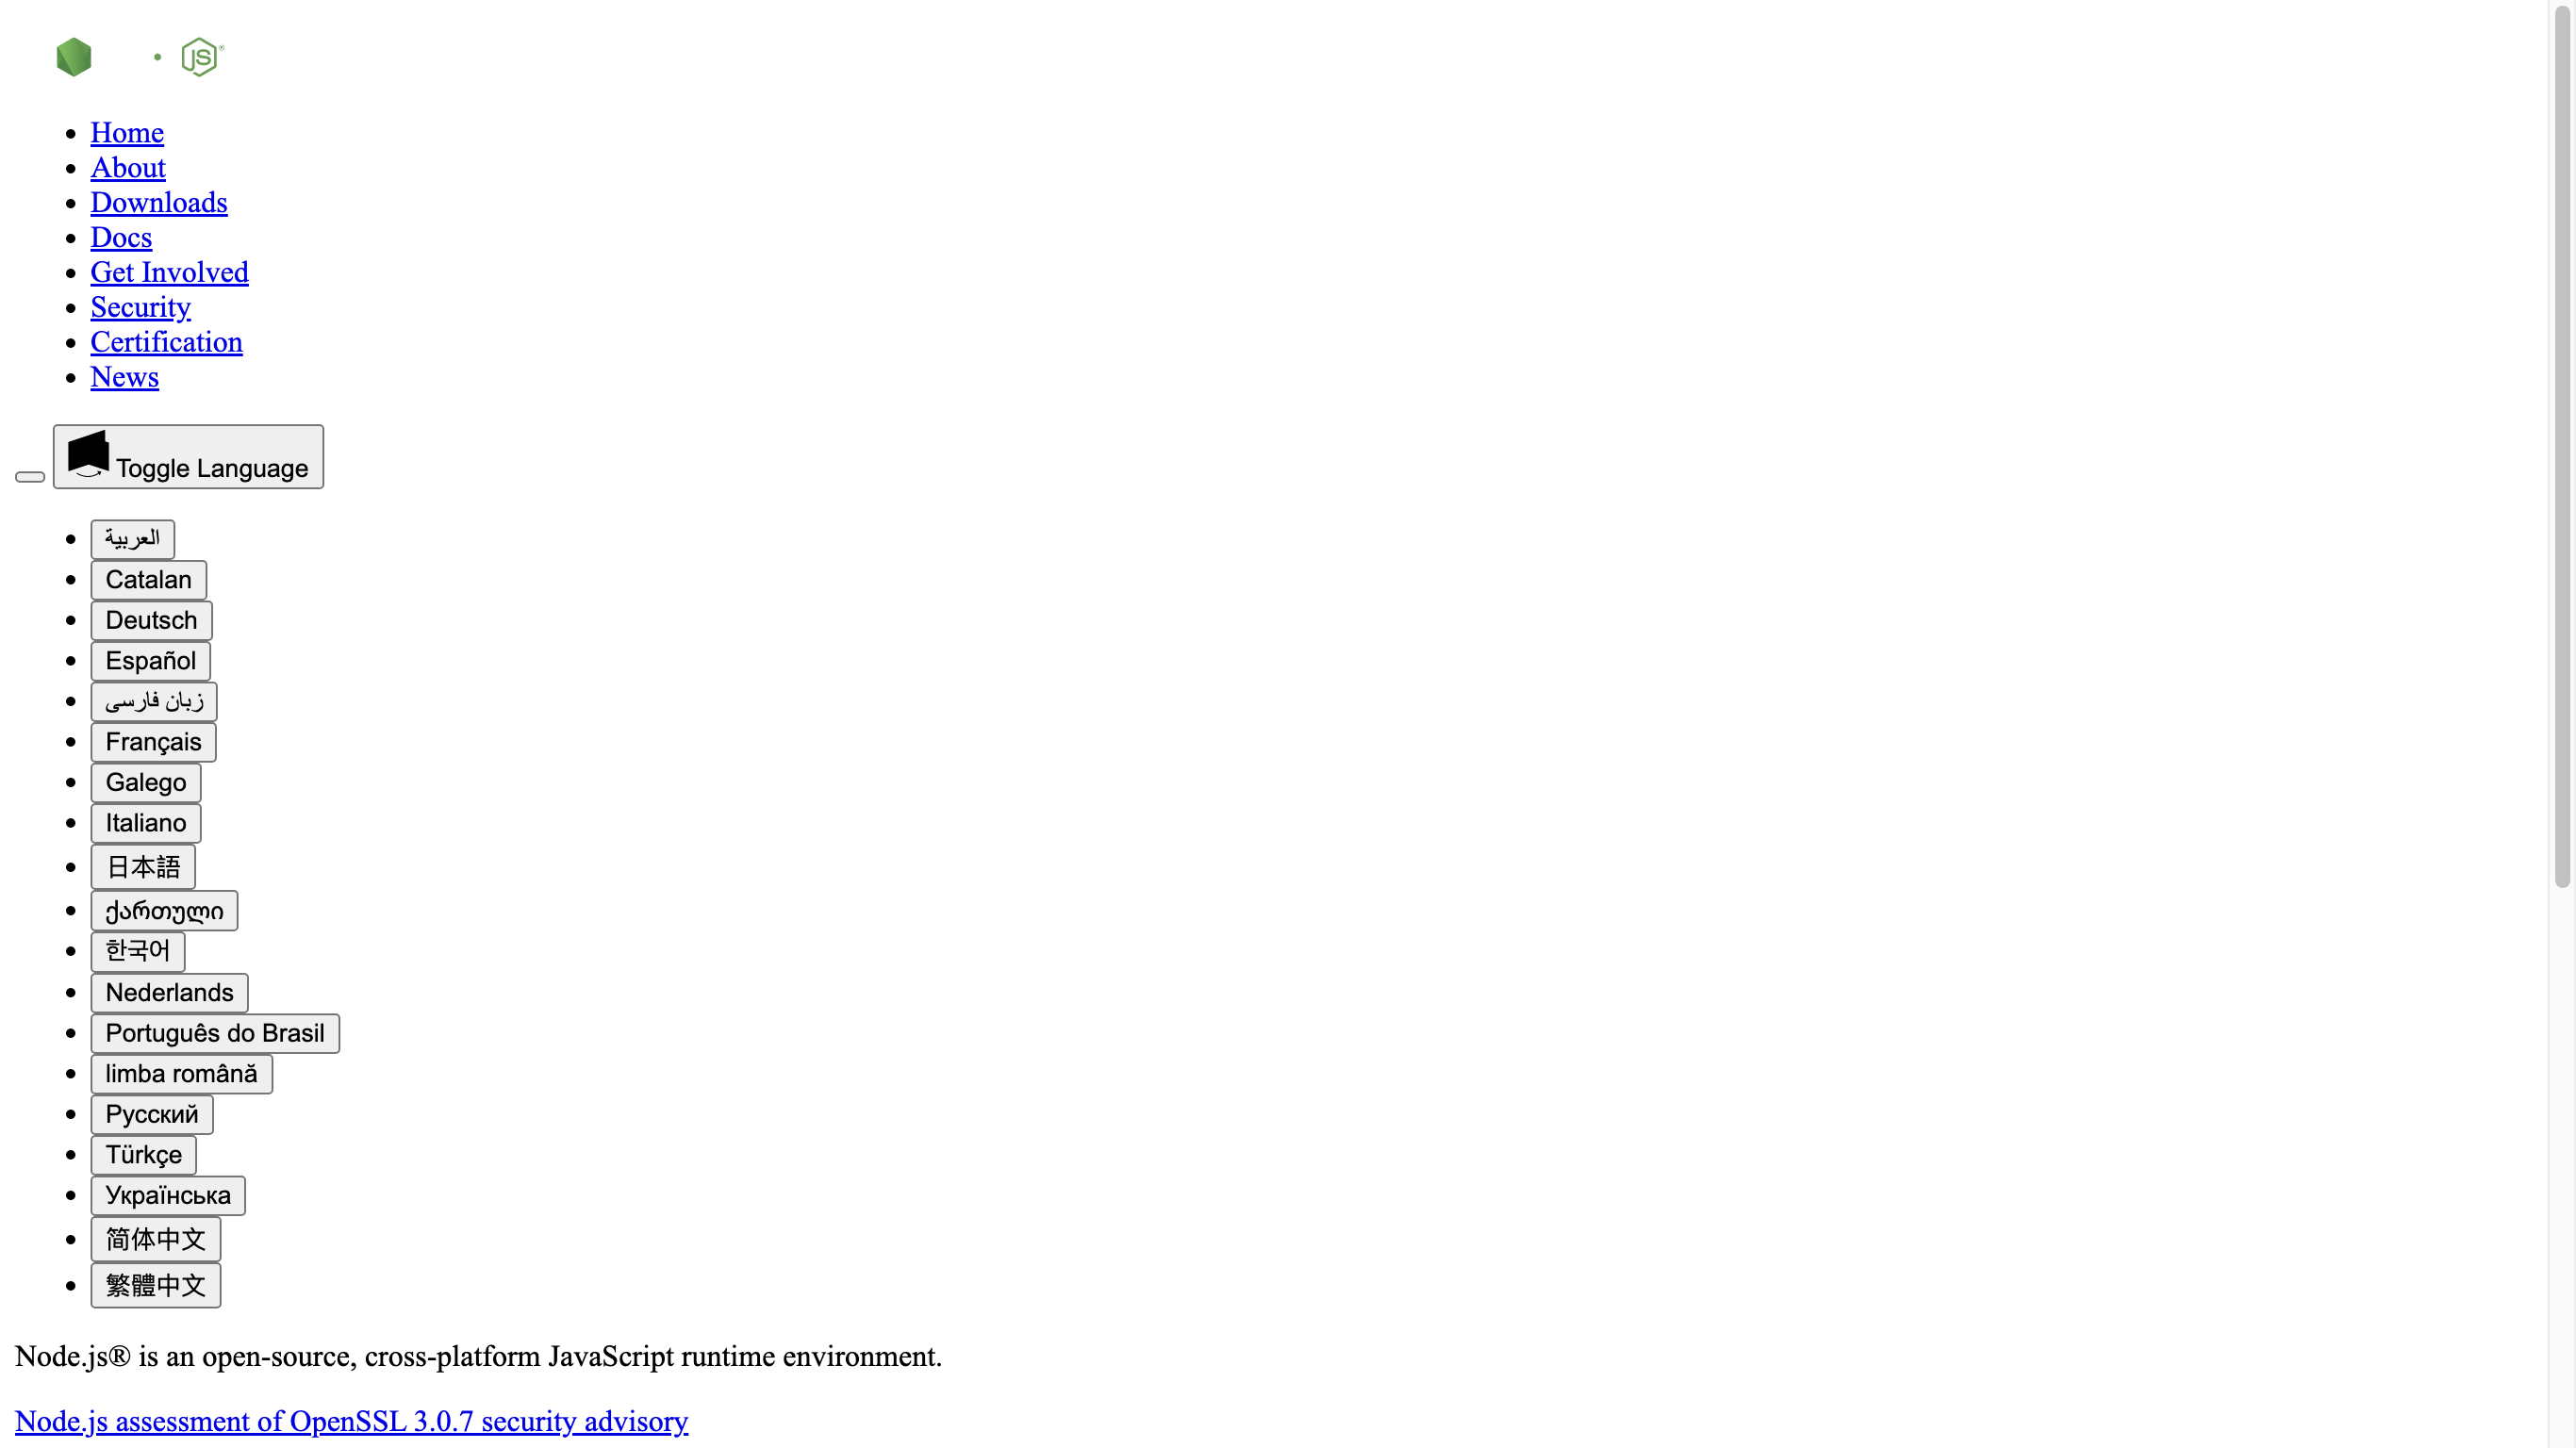 JS®
Home
About
Downloads
Docs
Get Involved
Security
Certification
News
Toggle Language
العربية
Catalan
Deutsch
Español
زبان فارسی
Français
Galego
Italiano
日本語
ქართული
한국어
Nederlands
Português do Brasil
limba română
Русский
Türkçe
Українська
简体中文
繁體中文
Node.js® is an open-source, cross-platform JavaScript runtime environment.
Node.js assessment of OpenSSL 3.0.7 security advisory